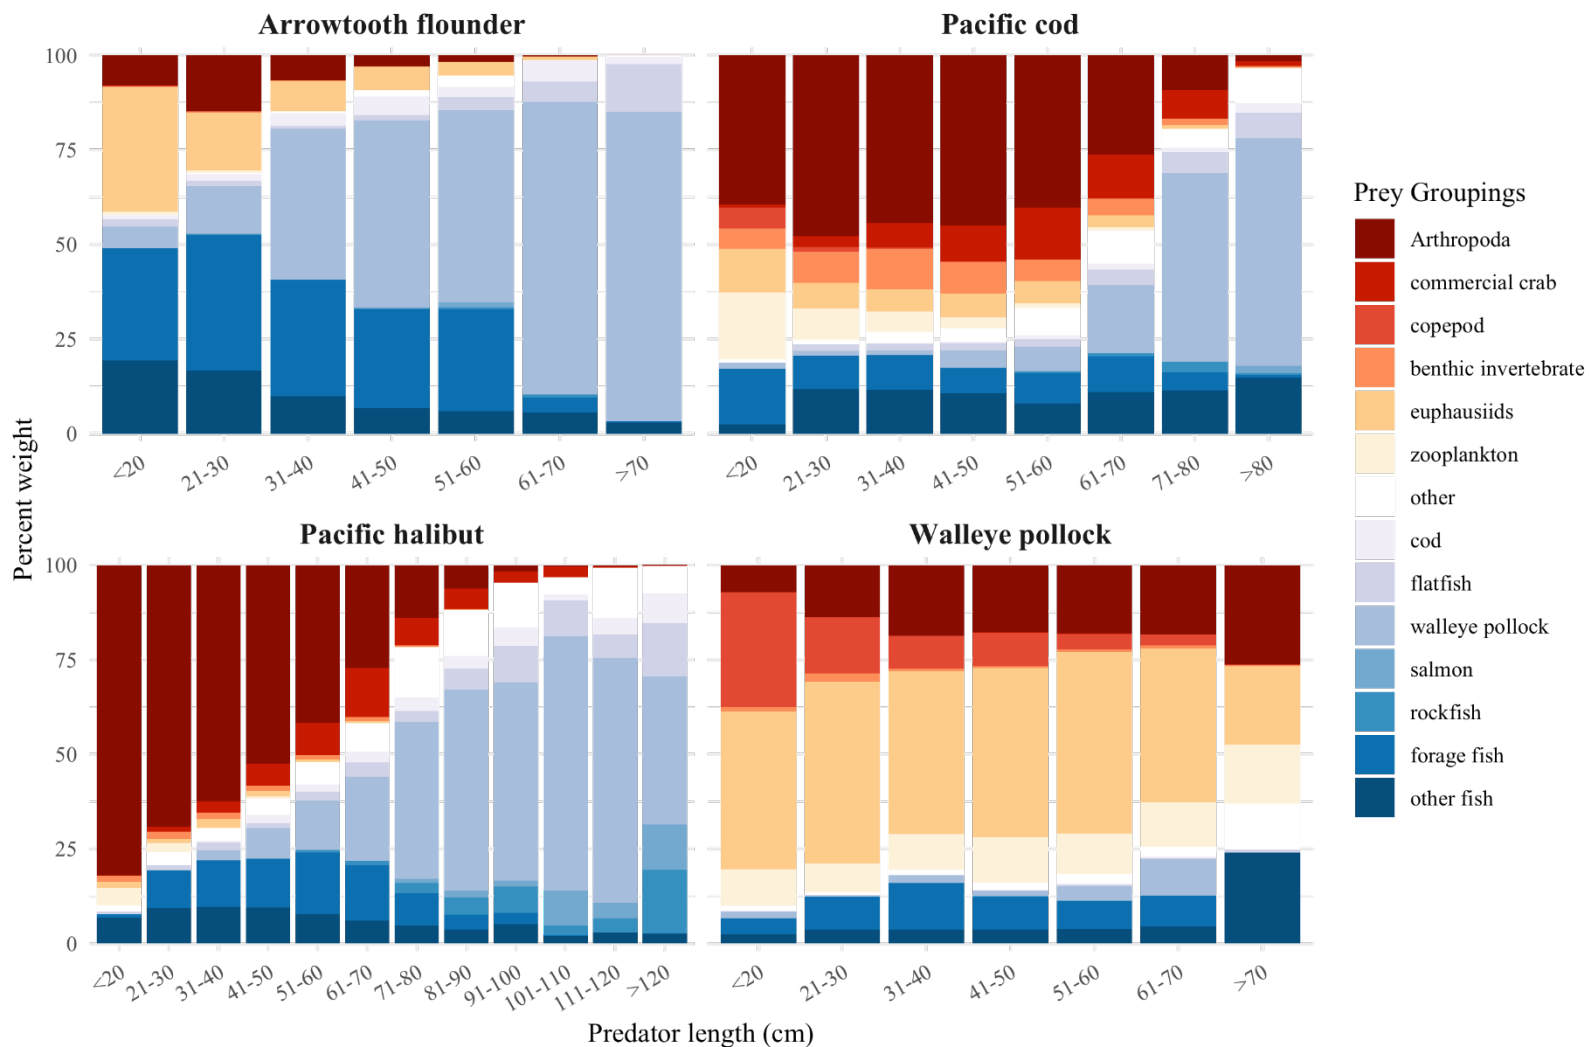 Arrowtooth flounder
Pacific cod
100
75
50
25
0
<20 21-30 31-40 41-50 51-60 61-70 >70
<20 21-30 31-40 41-50 51-60 61-70 71-80 >80
Percent weight
Pacific halibut
Walleye pollock
100
75
50
25
0
<20 21-30 31-40 41-50 51-60 61-70 71-80 81-90 91-100 101-110 111-120 >120
<20 21-30 31-40 41-50 51-60 61-70 >70
Predator length (cm)
Prey Groupings
Arthropoda
commercial crab
copepod
benthic invertebrate
euphausiids
zooplankton
other
cod
flatfish
walleye pollock
salmon
rockfish
forage fish
other fish